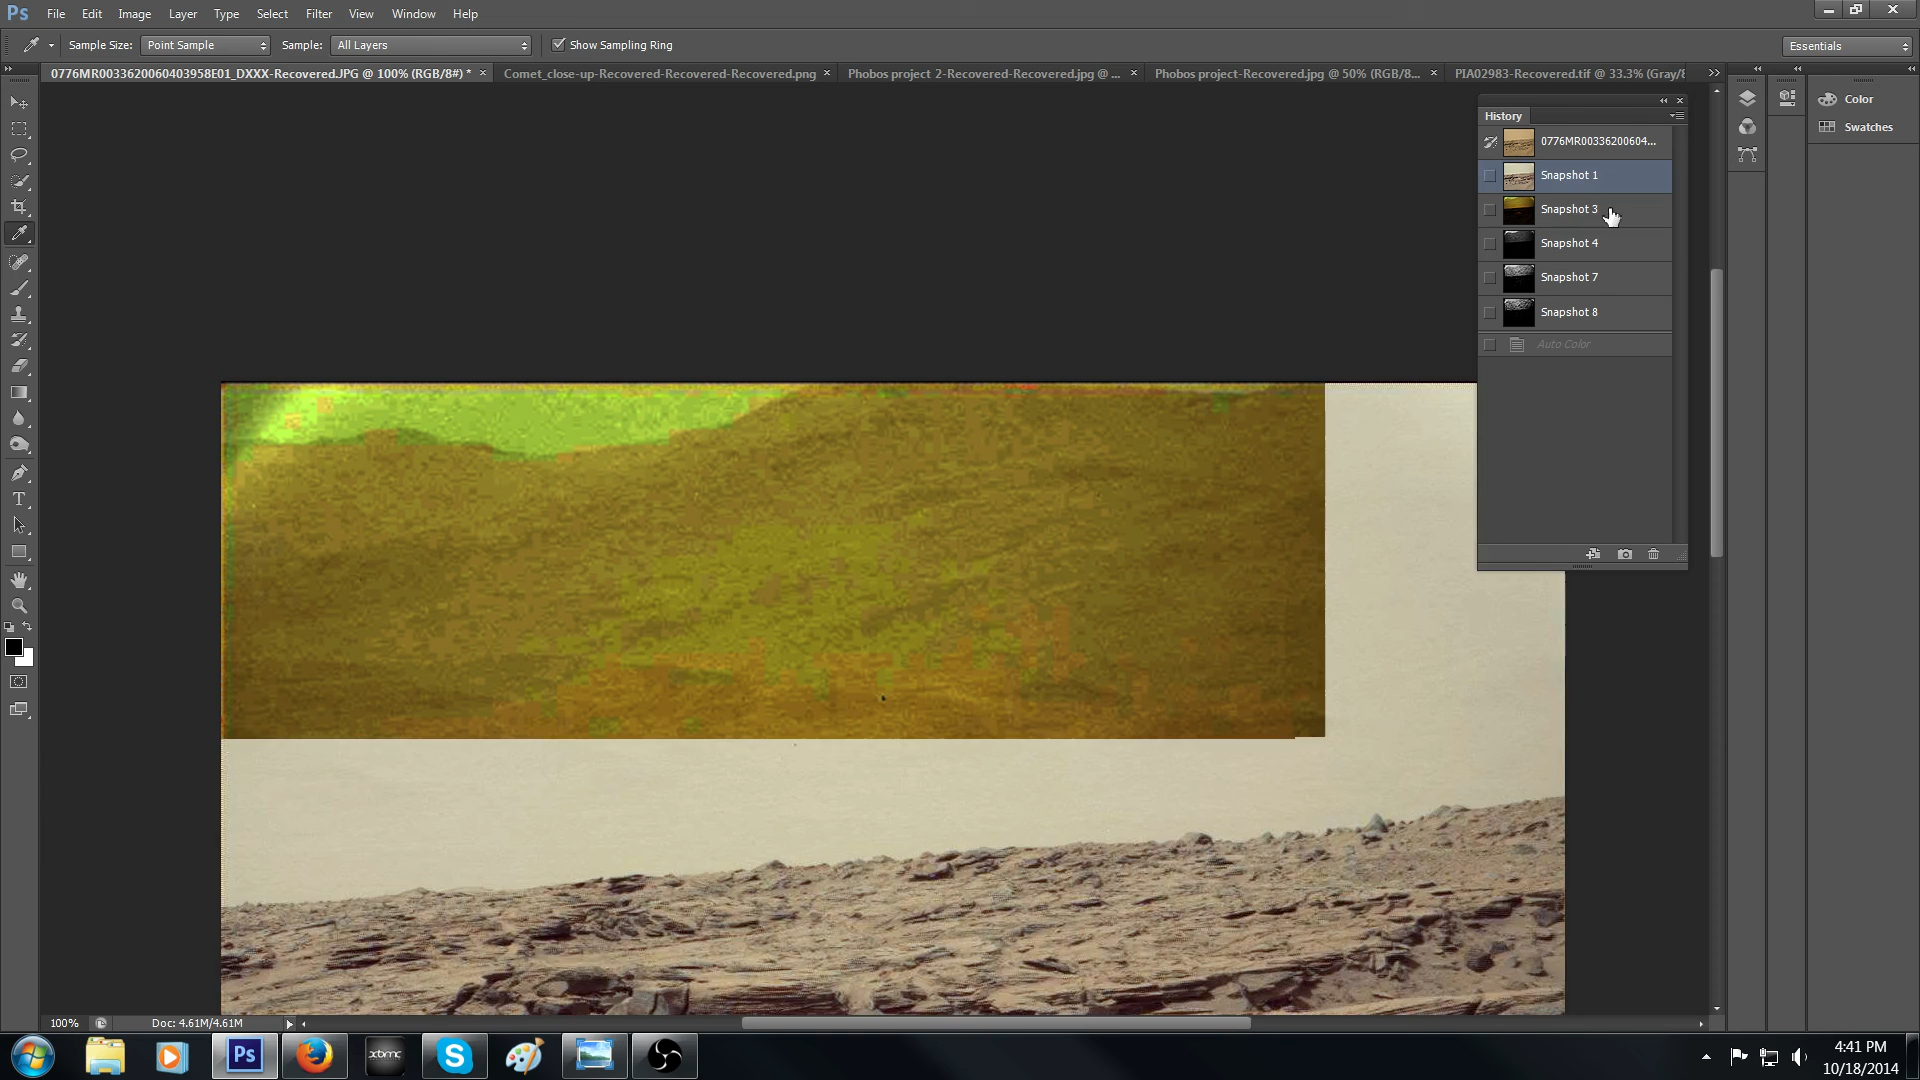 Ps File Edit Image Layer Type Select Filter View Window Help
Sample Size: Point Sample Sample: All Layers Show Sampling Ring Essentials
0776MR0033620060403958E01_DXXX-Recovered.JPG @ 100% (RGB/8#) * × Comet_close-up-Recovered-Recovered-Recovered.png × Phobos project 2-Recovered-Recovered.jpg @ ... × Phobos project-Recovered.jpg @ 50% (RGB/8... × PIA02983-Recovered.tif @ 33.3% (Gray/8
Color
Swatches
History
0776MR00336200604...
Snapshot 1
Snapshot 3
Snapshot 4
Snapshot 7
Snapshot 8
Auto Color
T
100% Doc: 4.61M/4.61M
Ps xbmc S
4:41 PM
10/18/2014